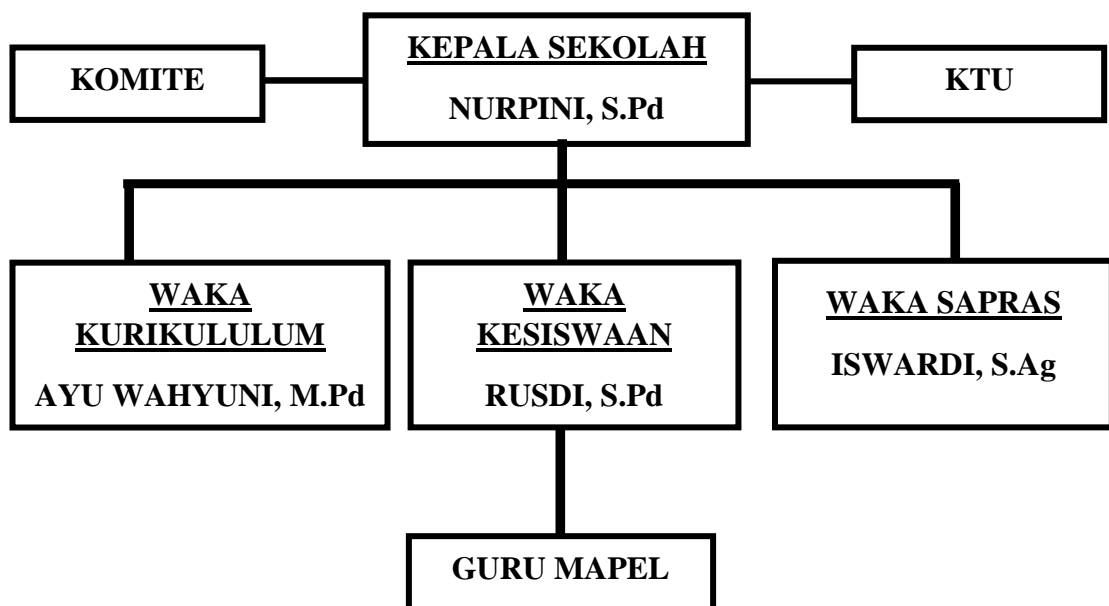 KOMITE
KEPALA SEKOLAH
NURPINI, S.Pd
KTU
WAKA
KURIKULULUM
AYU WAHYUNI, M.Pd
WAKA
KESISWAAN
RUSDI, S.Pd
WAKA SAPRAS
ISWARDI, S.Ag
GURU MAPEL